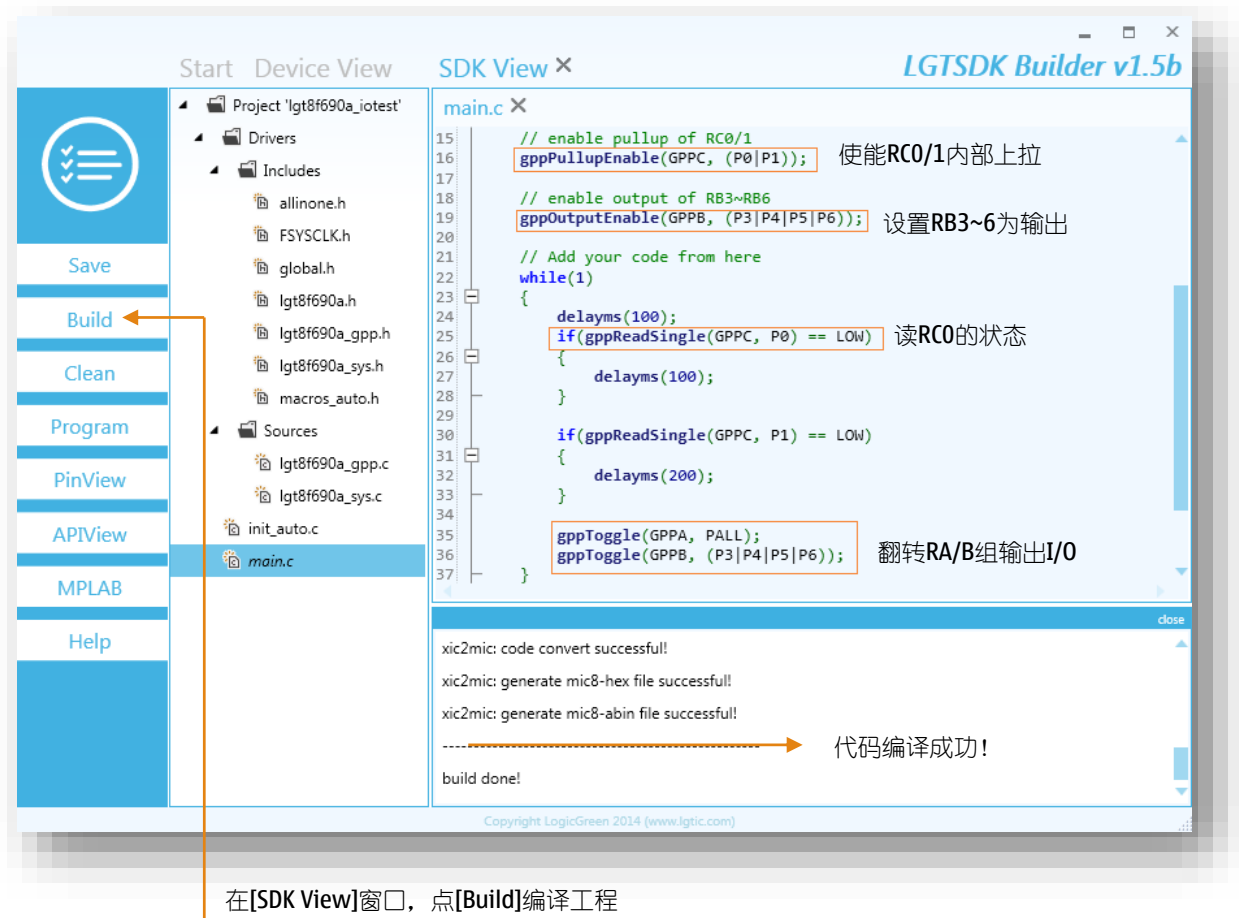 Start Device View SDK View ✕ LGTSDK Builder v1.5b
Save
Build
Clean
Program
PinView
APIView
MPLAB
Help
Project 'lgt8f690a_iotest'
Drivers
Includes
allinone.h
FSYSCLK.h
global.h
lgt8f690a.h
lgt8f690a_gpp.h
lgt8f690a_sys.h
macros_auto.h
Sources
lgt8f690a_gpp.c
lgt8f690a_sys.c
init_auto.c
main.c
main.c ✕
15 // enable pullup of RC0/1
16 gppPullupEnable(GPPC, (P0|P1)); 使能RC0/1内部上拉
17
18 // enable output of RB3~RB6
19 gppOutputEnable(GPPB, (P3|P4|P5|P6)); 设置RB3~6为输出
20
21 // Add your code from here
22 while(1)
23 {
24 delayms(100);
25 if(gppReadSingle(GPPC, P0) == LOW) 读RC0的状态
26 {
27 delayms(100);
28 }
29
30 if(gppReadSingle(GPPC, P1) == LOW)
31 {
32 delayms(200);
33 }
34
35 gppToggle(GPPA, PALL);
36 gppToggle(GPPB, (P3|P4|P5|P6)); 翻转RA/B组输出I/O
37 }
close
xic2mic: code convert successful!
xic2mic: generate mic8-hex file successful!
xic2mic: generate mic8-abin file successful!
---------------------------------------------------- 代码编译成功!
build done!
Copyright LogicGreen 2014 (www.lgtic.com)
在[SDK View]窗口，点[Build]编译工程